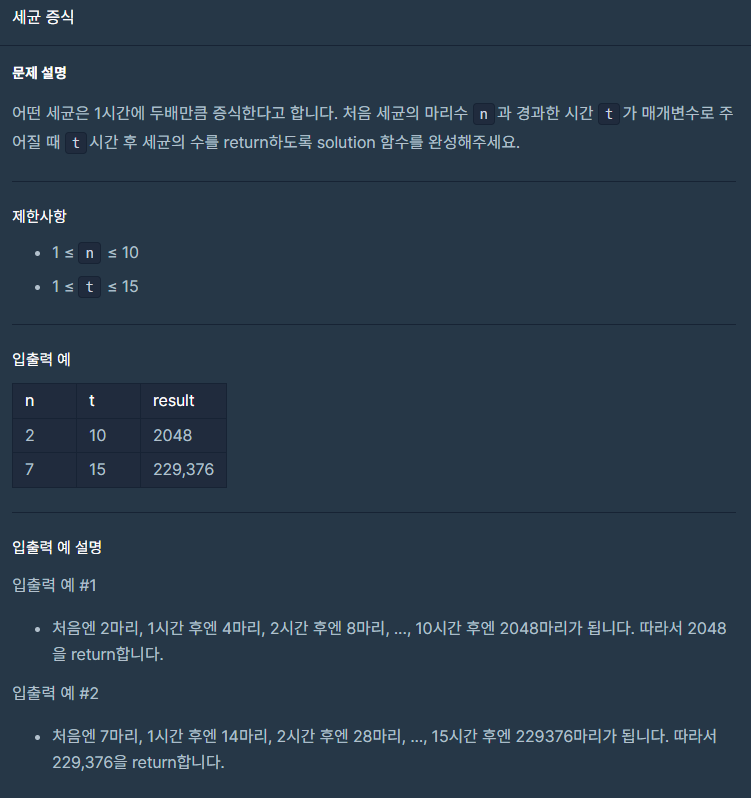 세균 증식
문제 설명
어떤 세균은 1시간에 두배만큼 증식한다고 합니다. 처음 세균의 마리수 n과 경과한 시간 t가 매개변수로 주
어질 때 t시간 후 세균의 수를 return하도록 solution 함수를 완성해주세요.
제한사항
• 1 ≤ n ≤ 10
• 1 ≤ t ≤ 15
입출력 예
n t result
2 10 2048
7 15 229,376
입출력 예 설명
입출력 예 #1
• 처음엔 2마리, 1시간 후엔 4마리, 2시간 후엔 8마리, ..., 10시간 후엔 2048마리가 됩니다. 따라서 2048
을 return합니다.
입출력 예 #2
• 처음엔 7마리, 1시간 후엔 14마리, 2시간 후엔 28마리, ..., 15시간 후엔 229376마리가 됩니다. 따라서
229,376을 return합니다.